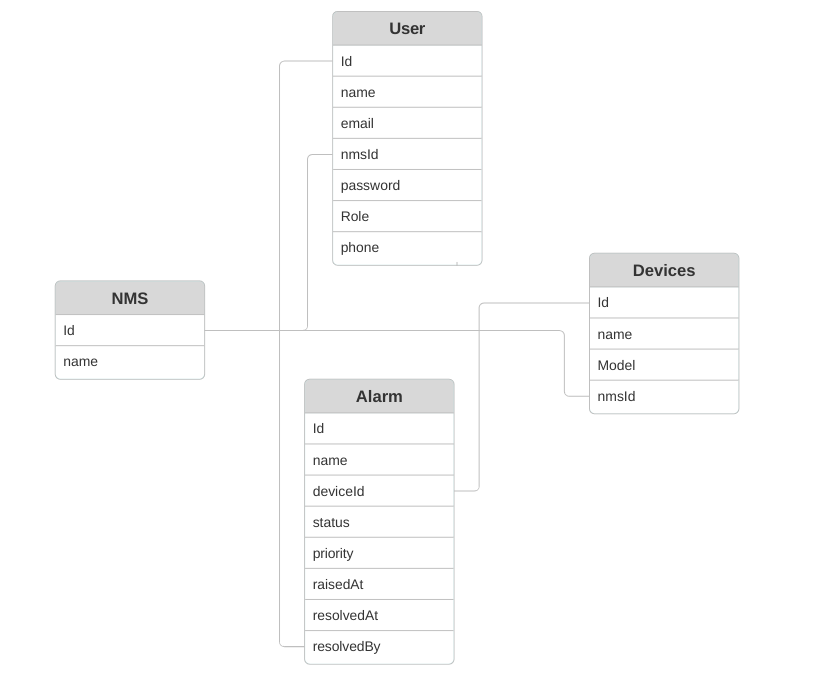 User
Id
name
email
nmsId
password
Role
phone
NMS
Id
name
Devices
Id
name
Model
nmsId
Alarm
Id
name
deviceId
status
priority
raisedAt
resolvedAt
resolvedBy